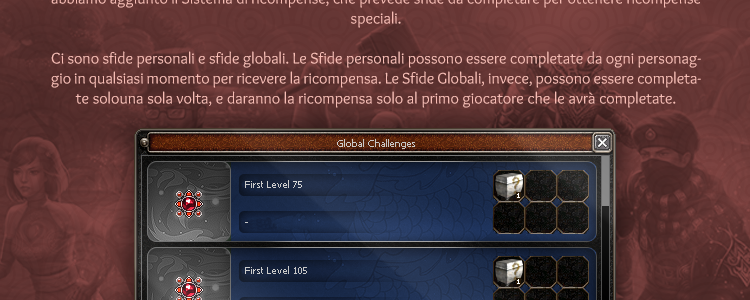 abbiamo aggiunto il Sistema di ricompense, che prevede sfide da completare per ottenere ricompense
speciali.
Ci sono sfide personali e sfide globali. Le Sfide personali possono essere completate da ogni personag-
gio in qualsiasi momento per ricevere la ricompensa. Le Sfide Globali, invece, possono essere completa-
te solouna sola volta, e daranno la ricompensa solo al primo giocatore che le avrà completate.
Global Challenges
First Level 75
1
-
First Level 105
1